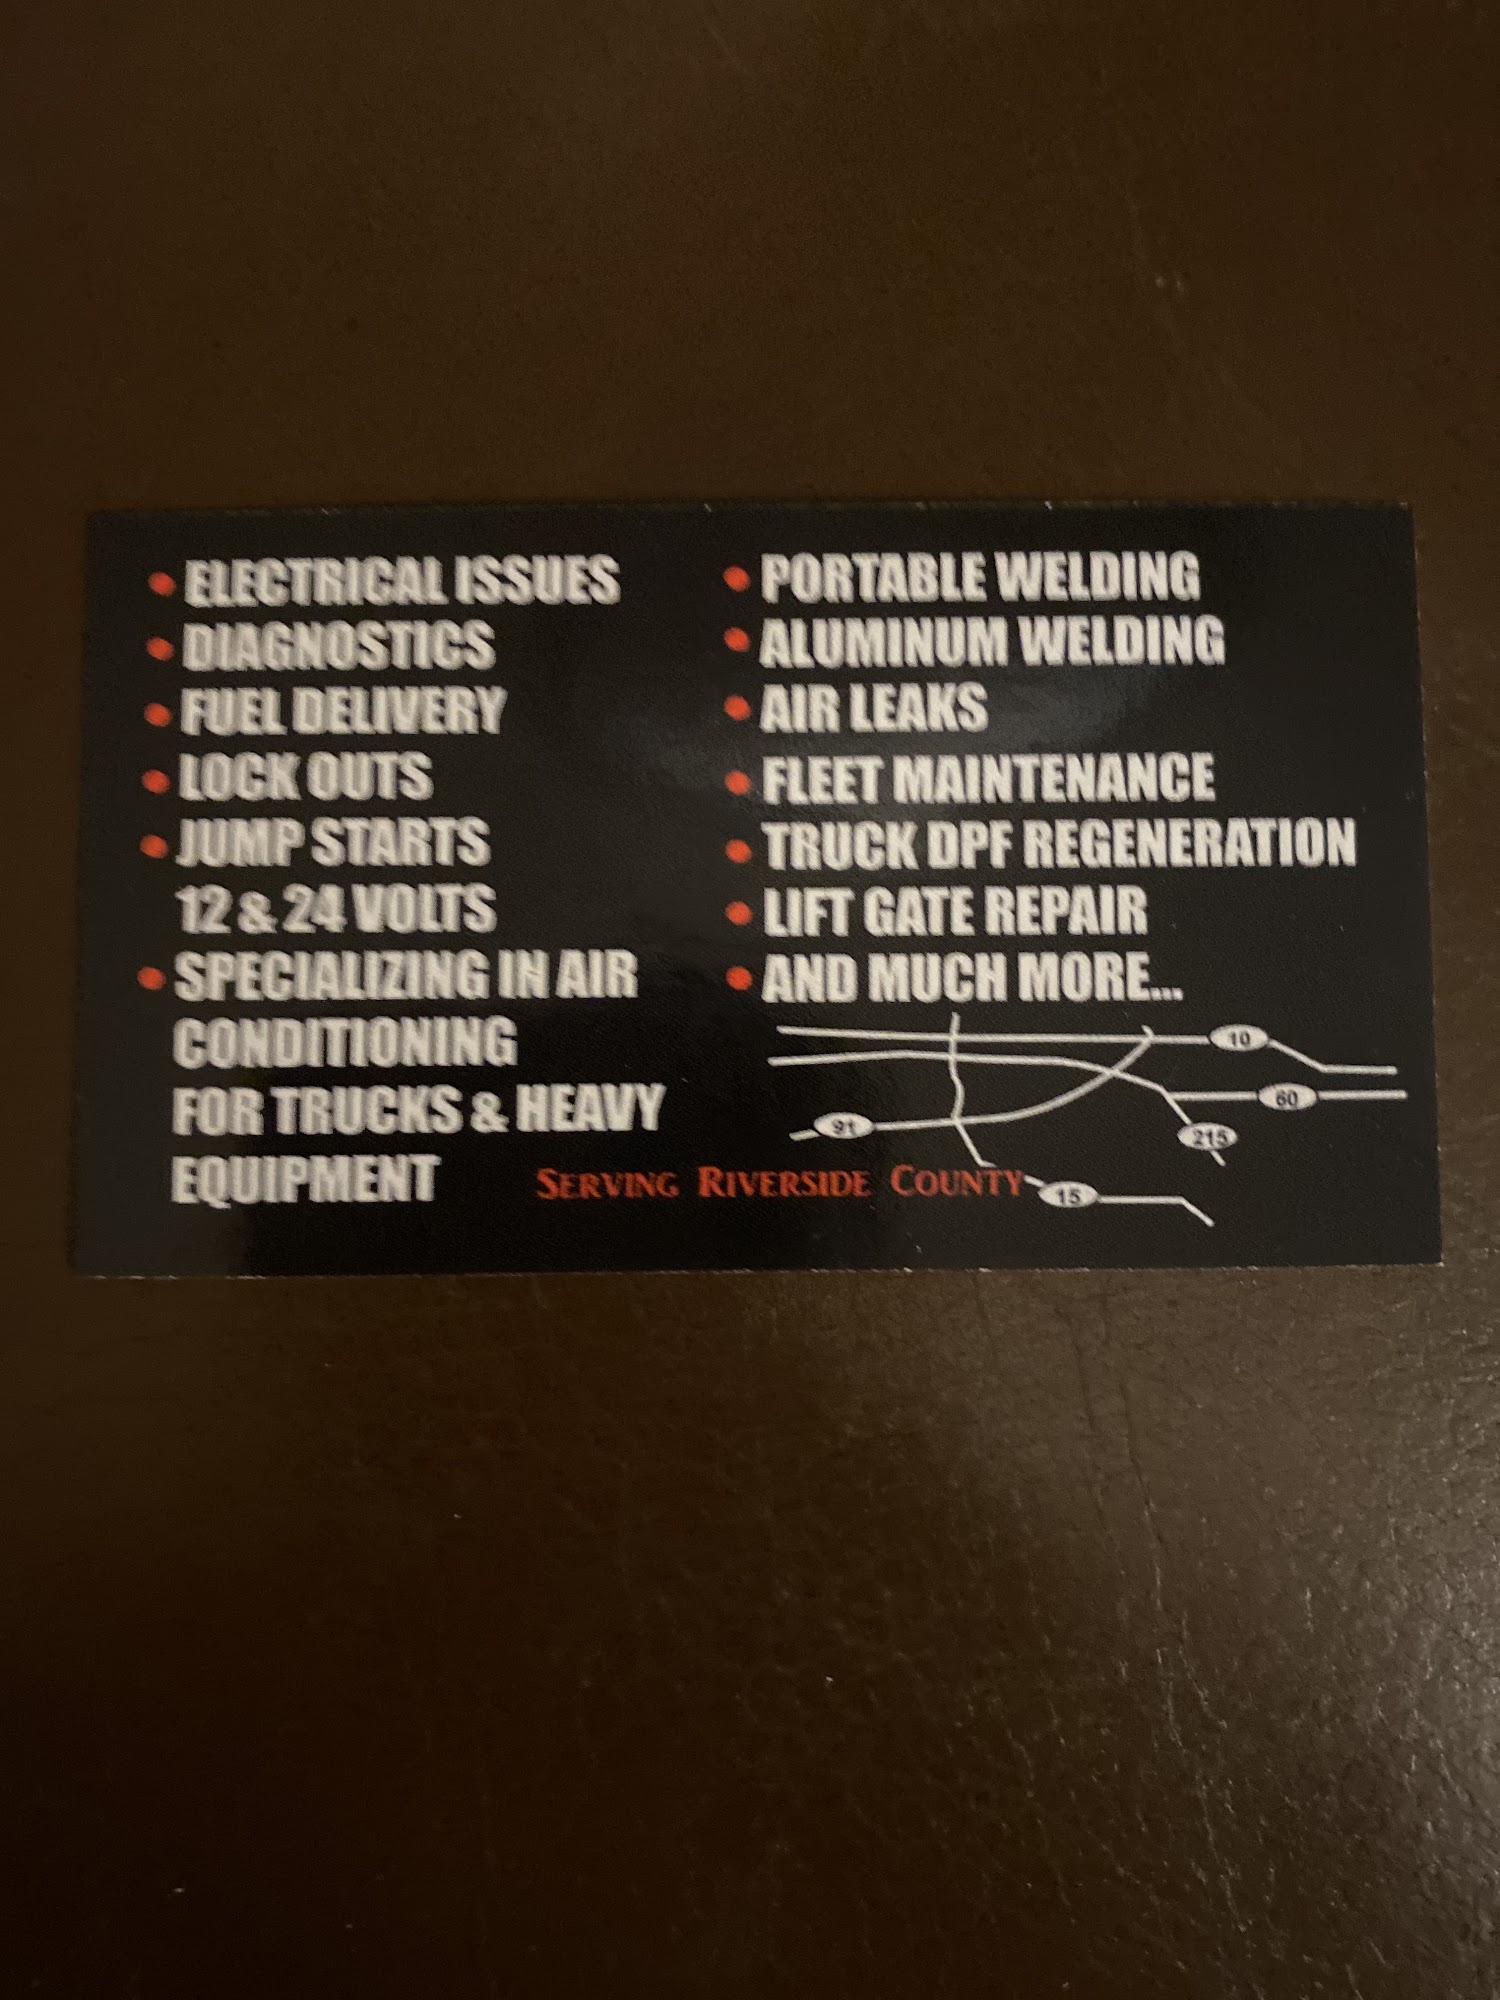 • ELECTRICAL ISSUES
• DIAGNOSTICS
• FUEL DELIVERY
• LOCK OUTS
• JUMP STARTS
12 & 24 VOLTS
• SPECIALIZING IN AIR
CONDITIONING
FOR TRUCKS & HEAVY
EQUIPMENT
• PORTABLE WELDING
• ALUMINUM WELDING
• AIR LEAKS
• FLEET MAINTENANCE
• TRUCK DPF REGENERATION
• LIFT GATE REPAIR
• AND MUCH MORE...
10
60
91
215
SERVING RIVERSIDE COUNTY
15